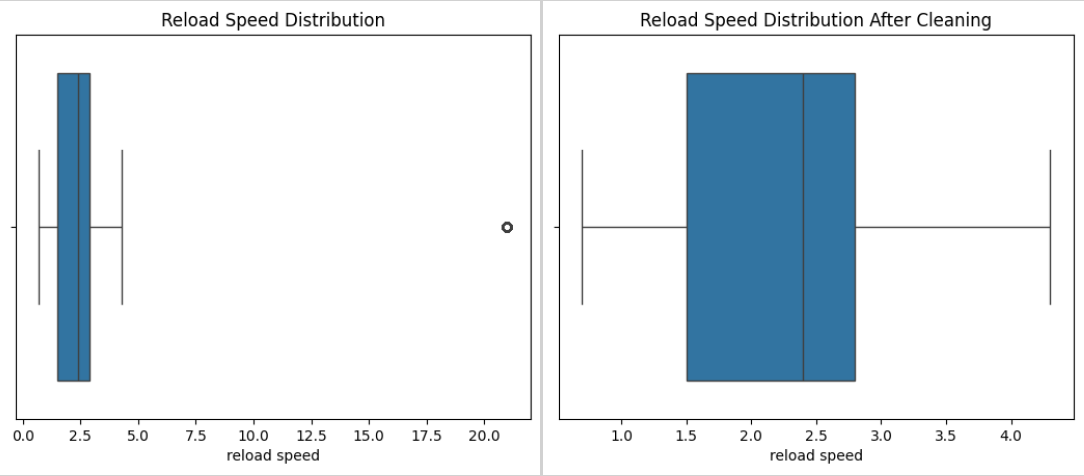 Reload Speed Distribution
0.0 2.5 5.0 7.5 10.0 12.5 15.0 17.5 20.0
reload speed
Reload Speed Distribution After Cleaning
1.0 1.5 2.0 2.5 3.0 3.5 4.0
reload speed